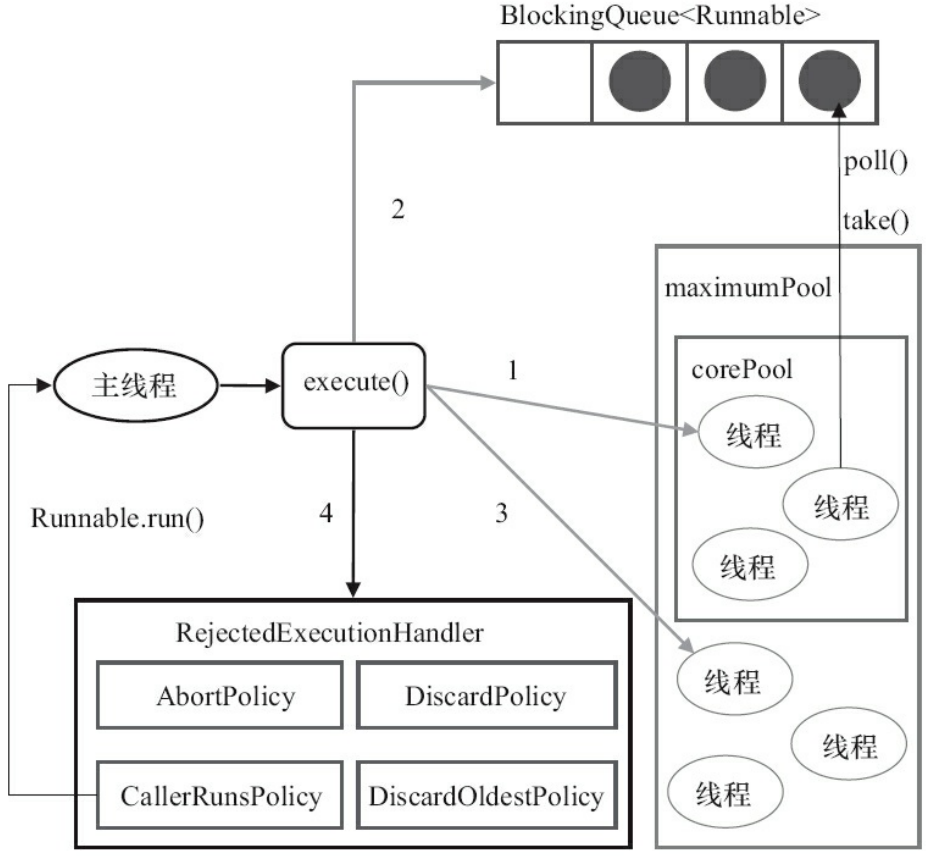 BlockingQueue<Runnable>
poll()
2
take()
maximumPool
1
corePool
主线程
execute()
线程
线程
Runnable.run()
4
3
线程
RejectedExecutionHandler
线程
AbortPolicy
DiscardPolicy
线程
CallerRunsPolicy
DiscardOldestPolicy
线程